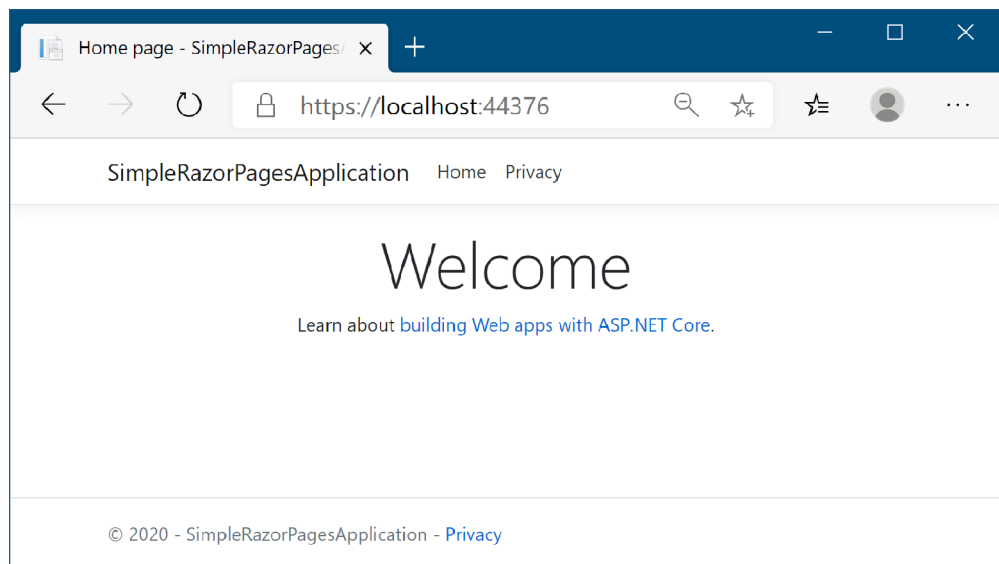 Home page - SimpleRazorPages
https://localhost:44376
SimpleRazorPagesApplication Home Privacy
Welcome
Learn about building Web apps with ASP.NET Core.
© 2020 - SimpleRazorPagesApplication - Privacy